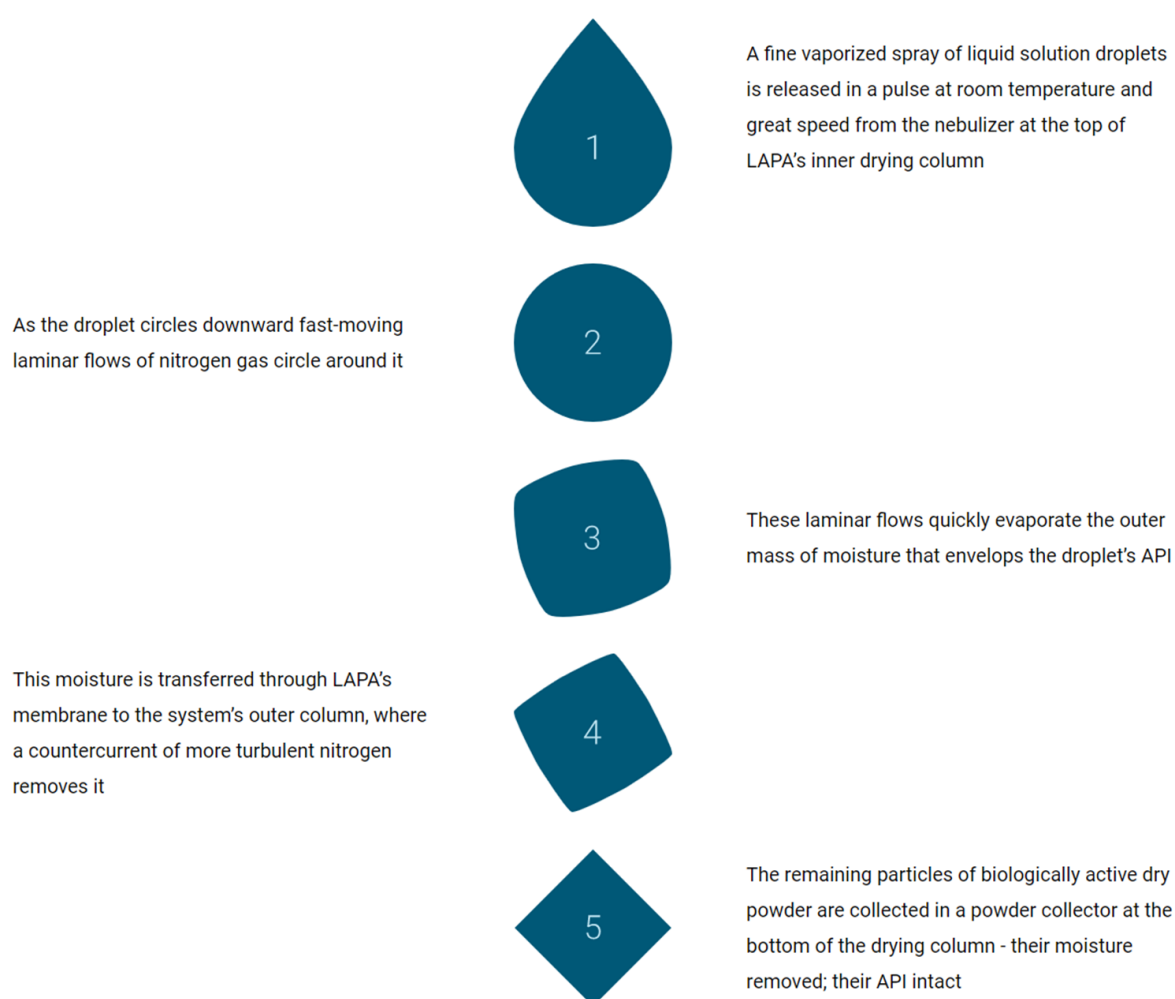 A fine vaporized spray of liquid solution droplets
is released in a pulse at room temperature and
great speed from the nebulizer at the top of
LAPA’s inner drying column
1
As the droplet circles downward fast-moving
laminar flows of nitrogen gas circle around it
2
These laminar flows quickly evaporate the outer
mass of moisture that envelops the droplet’s API
3
This moisture is transferred through LAPA’s
membrane to the system’s outer column, where
a countercurrent of more turbulent nitrogen
removes it
4
The remaining particles of biologically active dry
powder are collected in a powder collector at the
bottom of the drying column - their moisture
removed; their API intact
5